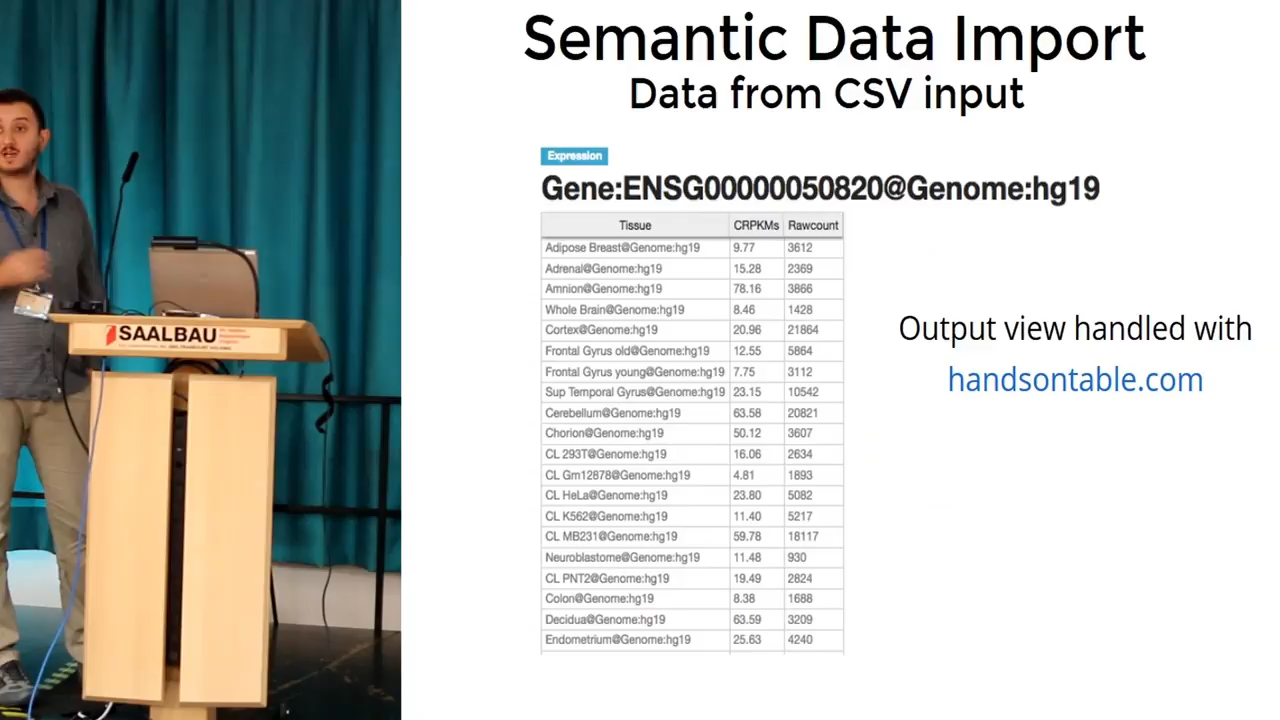 Semantic Data Import
Data from CSV input
Expression
Gene:ENSG00000050820@Genome:hg19
Tissue CRPKMs Rawcount
Adipose Breast@Genome:hg19 9.77 3612
Adrenal@Genome:hg19 15.28 2369
Amnion@Genome:hg19 78.16 3866
Whole Brain@Genome:hg19 8.46 1428
Cortex@Genome:hg19 20.96 21864
Frontal Gyrus old@Genome:hg19 12.55 5864
Frontal Gyrus young@Genome:hg19 7.75 3112
Sup Temporal Gyrus@Genome:hg19 23.15 10542
Cerebellum@Genome:hg19 63.58 20821
Chorion@Genome:hg19 50.12 3607
CL 293T@Genome:hg19 16.06 2634
CL Gm12878@Genome:hg19 4.81 1893
CL HeLa@Genome:hg19 23.80 5082
CL K562@Genome:hg19 11.40 5217
CL MB231@Genome:hg19 59.78 18117
Neuroblastome@Genome:hg19 11.48 930
CL PNT2@Genome:hg19 19.49 2824
Colon@Genome:hg19 8.38 1688
Decidua@Genome:hg19 63.59 3209
Endometrium@Genome:hg19 25.63 4240
Output view handled with
handsontable.com
SAALBAU